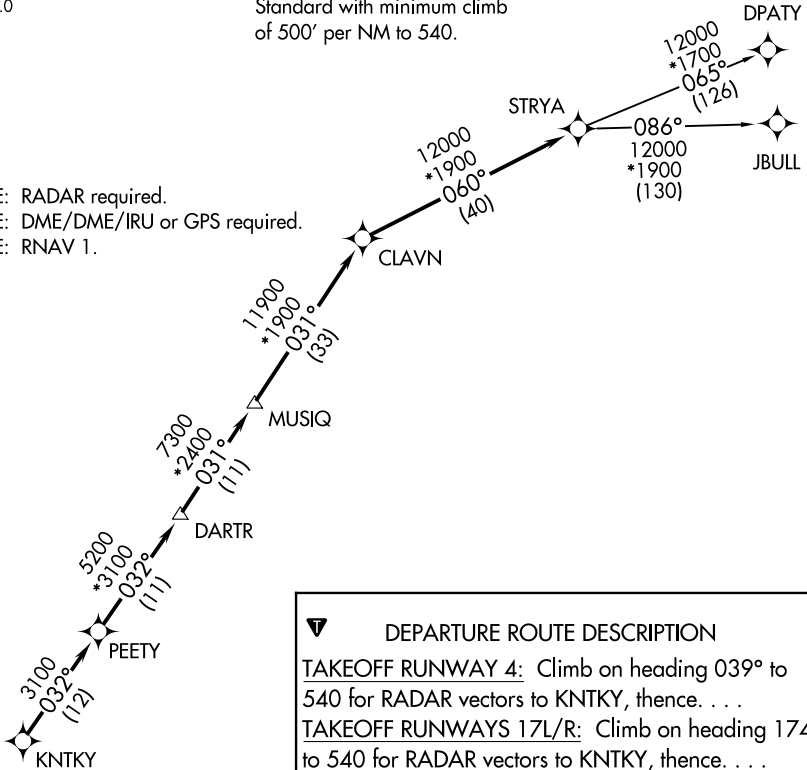 .0
Standard with minimum climb
of 500' per NM to 540.
DPATY
12000
*1700
065°
(126)
STRYA
086°
12000
*1900
(130)
JBULL
12000
*1900
060°
(40)
E: RADAR required.
E: DME/DME/IRU or GPS required.
E: RNAV 1.
CLAVN
11900
*1900
031°
(33)
MUSIQ
7300
*2400
031°
(11)
DARTR
5200
*3100
032°
(11)
PEETY
3100
032°
(12)
KNTKY
T
DEPARTURE ROUTE DESCRIPTION
TAKEOFF RUNWAY 4: Climb on heading 039° to
540 for RADAR vectors to KNTKY, thence. . . .
TAKEOFF RUNWAYS 17L/R: Climb on heading 174
to 540 for RADAR vectors to KNTKY, thence. . . .